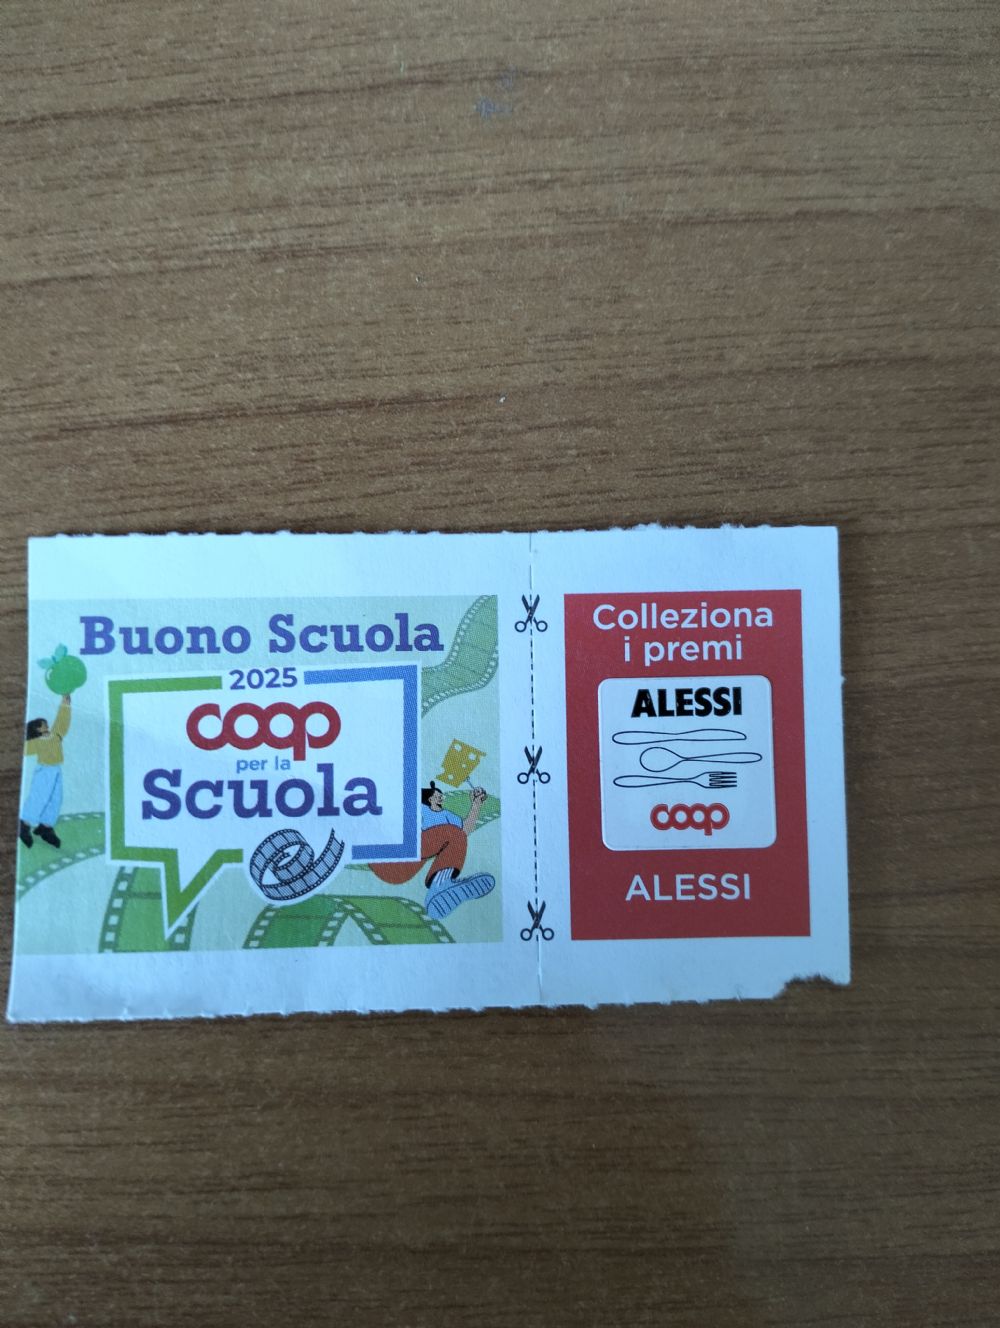 Buono Scuola
2025
coop
per la
Scuola
Colleziona
i premi
ALESSI
coop
ALESSI